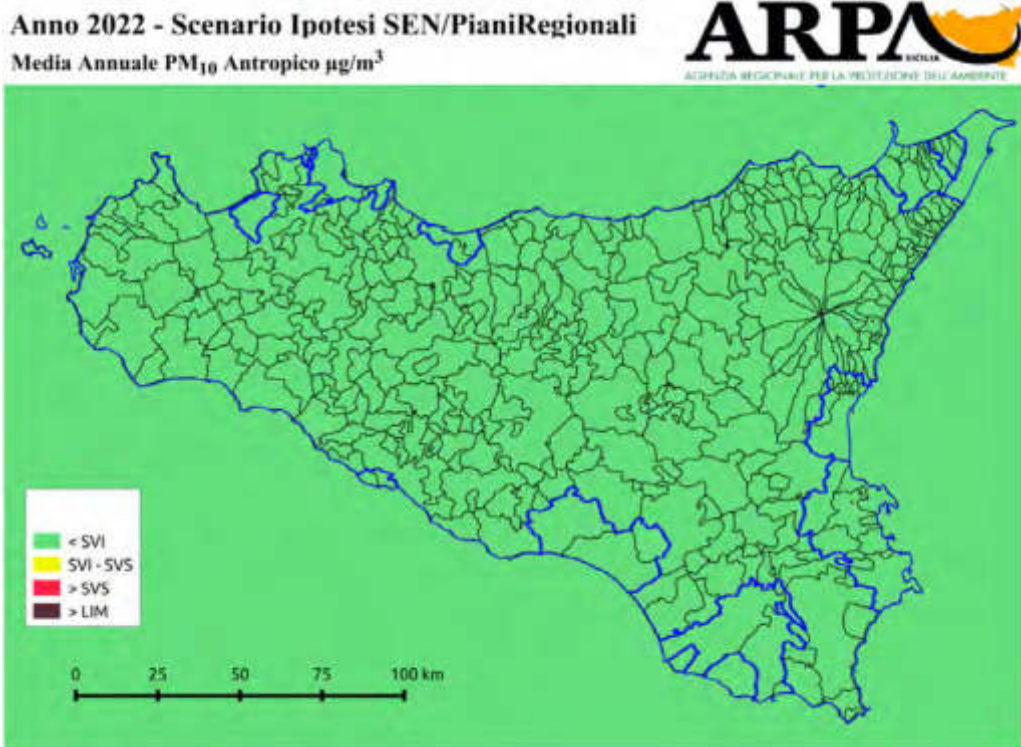 Anno 2022 - Scenario Ipotesi SEN/PianiRegionali
Media Annuale PM10 Antropico µg/m³
ARPA
SICILIA
AGENZIA REGIONALE PER LA PROTEZIONE DELL'AMBIENTE
< SVI
SVI - SVS
> SVS
> LIM
0 25 50 75 100 km